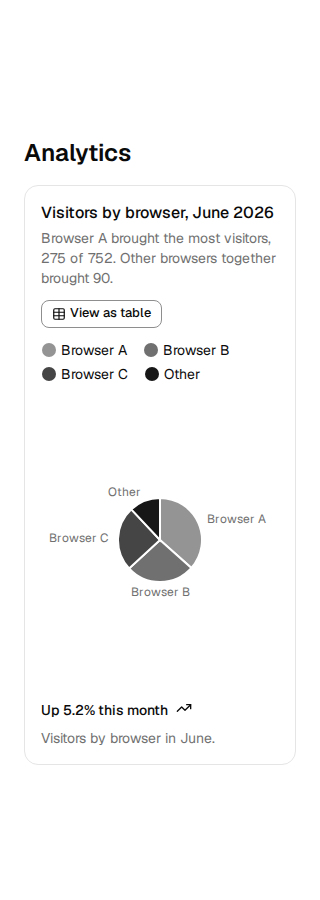 Analytics
Visitors by browser, June 2026
Browser A brought the most visitors,
275 of 752. Other browsers together
brought 90.
View as table
Browser A
Browser B
Browser C
Other
Other
Browser A
Browser C
Browser B
Up 5.2% this month
Visitors by browser in June.